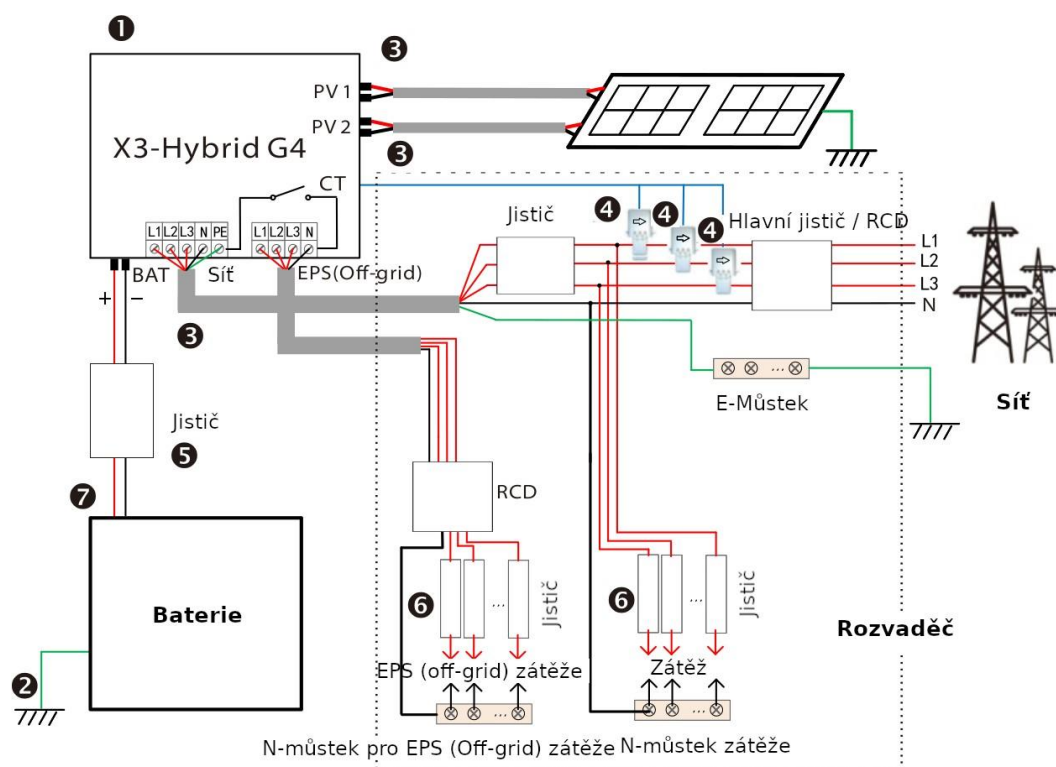 ❶
❸
PV 1
PV 2
X3-Hybrid G4
❸
CT
Jistič
❹ ❹ ❹
Hlavní jistič / RCD
L1 L2 L3 N PE
L1 L2 L3 N
BAT
Síť
EPS(Off-grid)
L1
L2
L3
N
+ −
❸
...
E-Můstek
Síť
Jistič
❺
RCD
❼
Baterie
❻
...
Jistič
❻
...
Jistič
Rozvaděč
EPS (off-grid) zátěže
Zátěž
❷
...
...
N-můstek pro EPS (Off-grid) zátěže
N-můstek zátěže